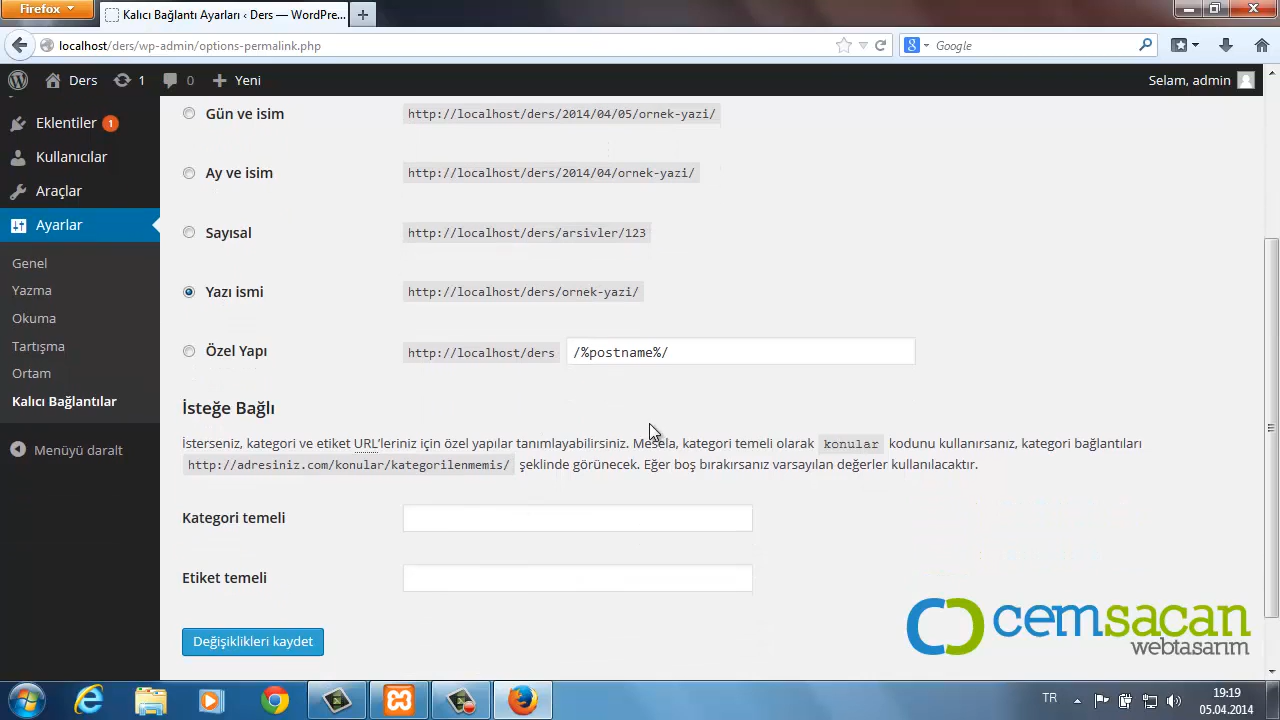 Firefox
Kalıcı Bağlantı Ayarları ‹ Ders — WordPre...
localhost/ders/wp-admin/options-permalink.php
Google
Ders
1
0
Yeni
Selam, admin
Eklentiler 1
Kullanıcılar
Araçlar
Ayarlar
Genel
Yazma
Okuma
Tartışma
Ortam
Kalıcı Bağlantılar
Menüyü daralt
Gün ve isim http://localhost/ders/2014/04/05/ornek-yazi/
Ay ve isim http://localhost/ders/2014/04/ornek-yazi/
Sayısal http://localhost/ders/arsivler/123
Yazı ismi http://localhost/ders/ornek-yazi/
Özel Yapı http://localhost/ders /%postname%/
İsteğe Bağlı
İsterseniz, kategori ve etiket URL'leriniz için özel yapılar tanımlayabilirsiniz. Mesela, kategori temeli olarak konular kodunu kullanırsanız, kategori bağlantıları
http://adresiniz.com/konular/kategorilenmemis/ şeklinde görünecek. Eğer boş bırakırsanız varsayılan değerler kullanılacaktır.
Kategori temeli
Etiket temeli
Değişiklikleri kaydet
cemsacan
webtasarım
TR
19:19
05.04.2014